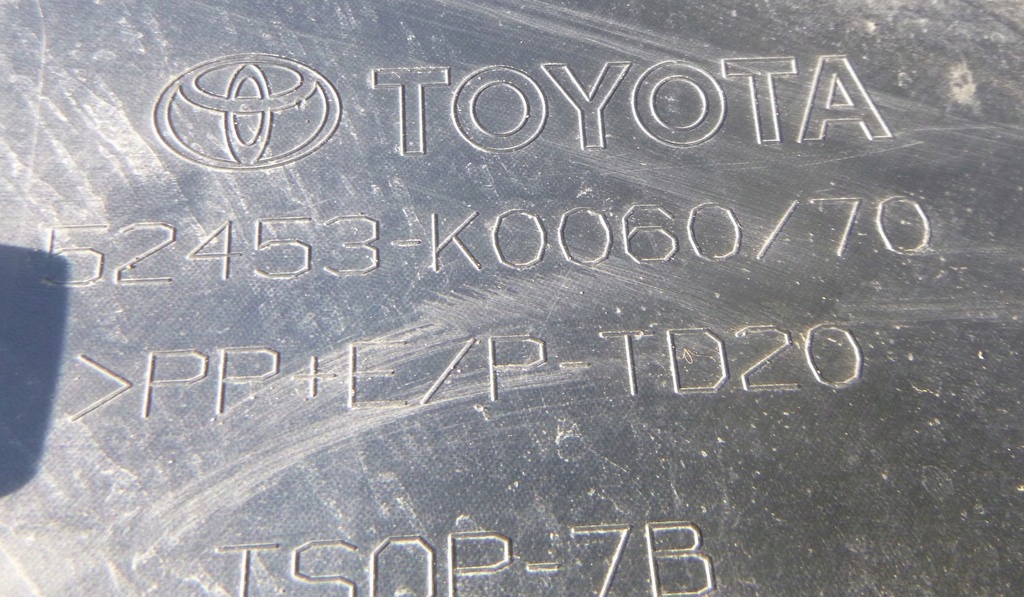 TOYOTA
52453-K0060/70
>PP+E/P-TD20
TSOP-7B